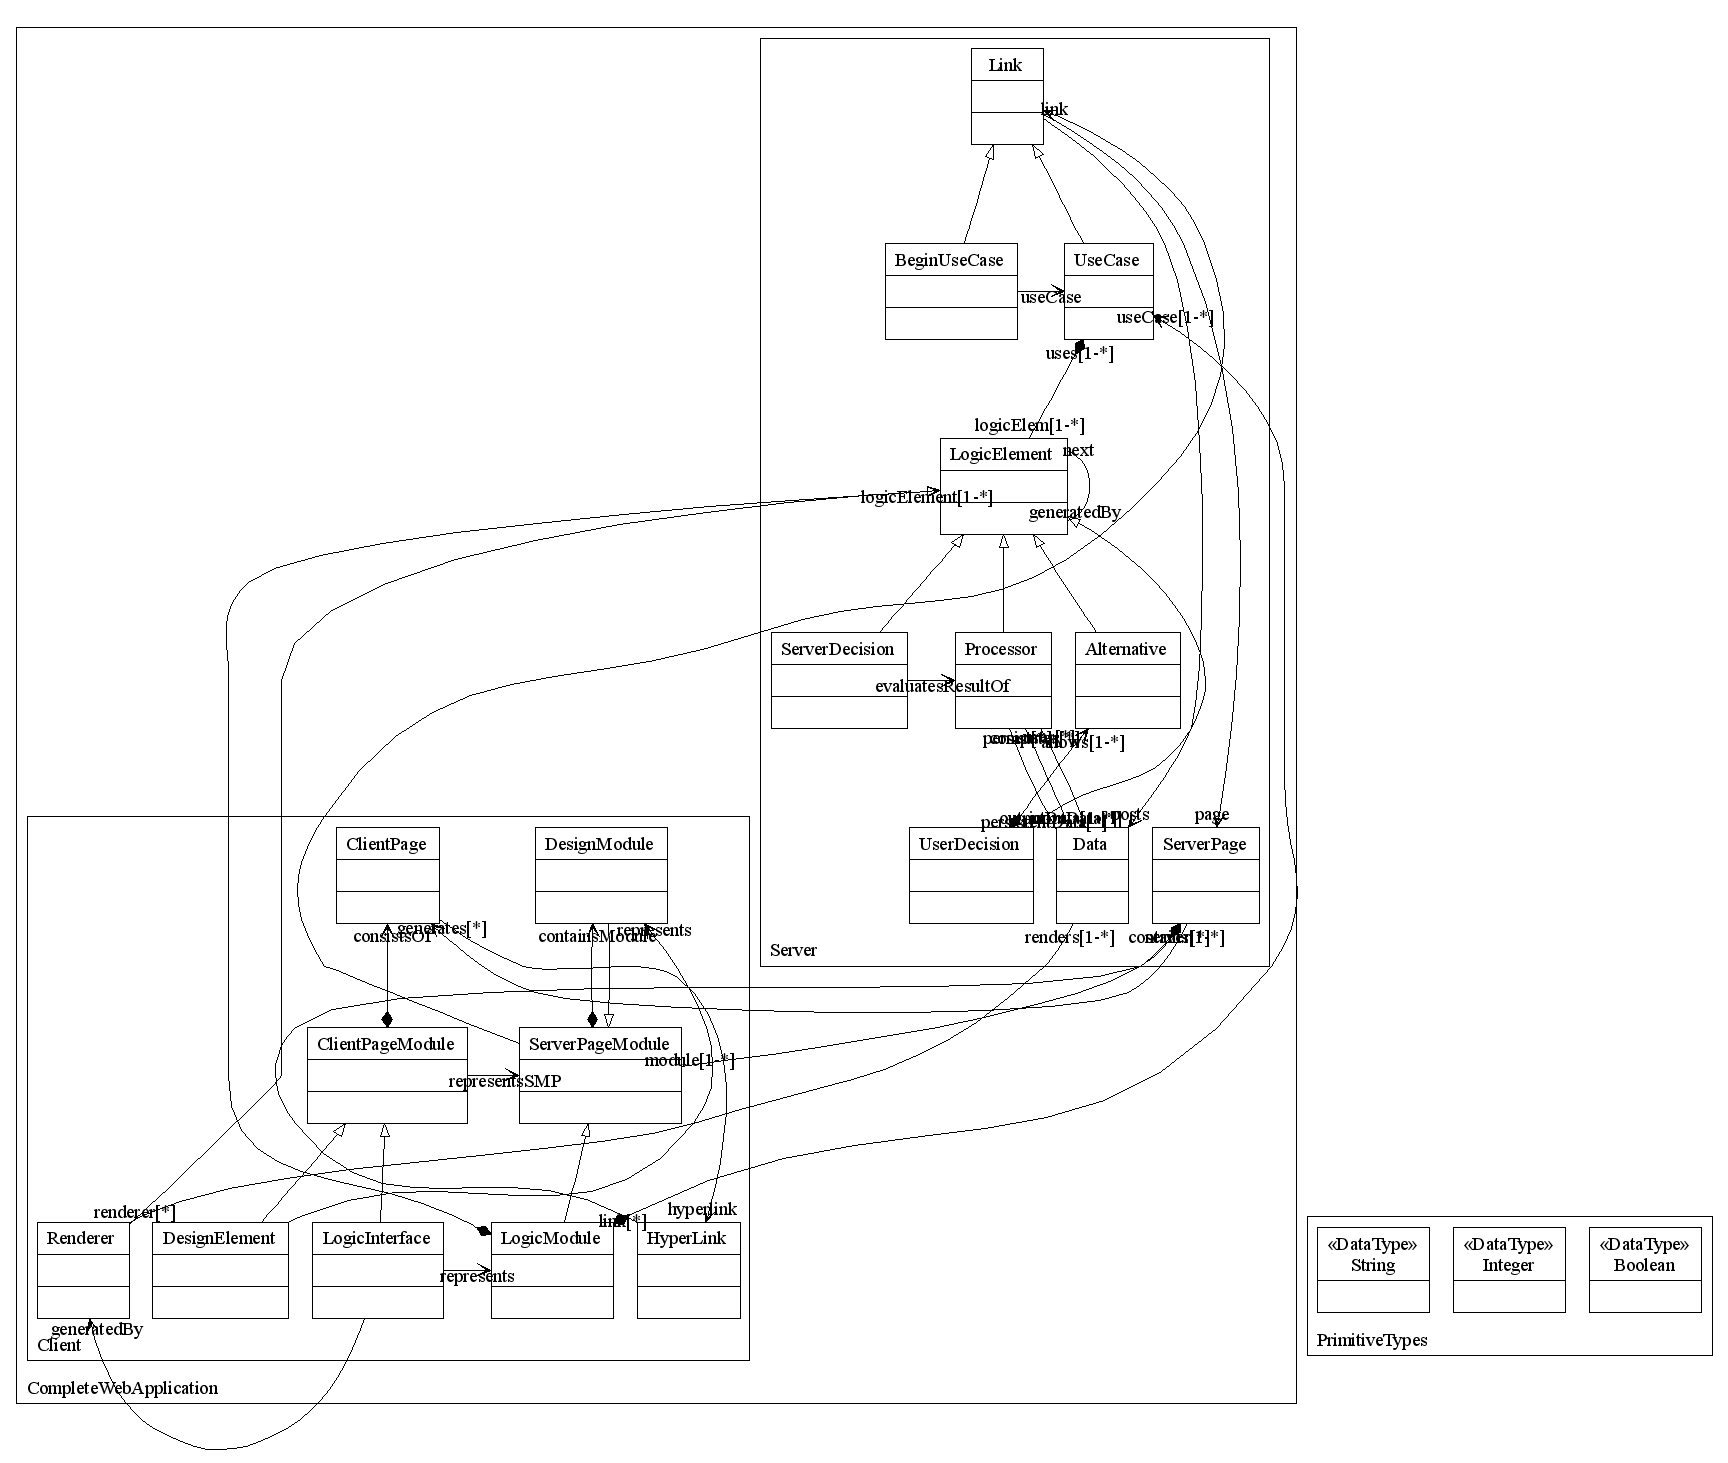 Link
link
BeginUseCase
UseCase
useCase
useCase[1-*]
uses[1-*]
logicElem[1-*]
LogicElement
next
logicElement[1-*]
generatedBy
ServerDecision
Processor
Alternative
evaluatesResultOf
allows[1-*]
posts
page
UserDecision
Data
ServerPage
renders[1-*]
Server
ClientPage
DesignModule
consistsOf
generates[*]
containsModule
represents
ClientPageModule
ServerPageModule
module[1-*]
representsSMP
renderer[*]
link[*]
hyperlink
Renderer
DesignElement
LogicInterface
LogicModule
HyperLink
represents
generatedBy
Client
CompleteWebApplication
«DataType»
String
«DataType»
Integer
«DataType»
Boolean
PrimitiveTypes